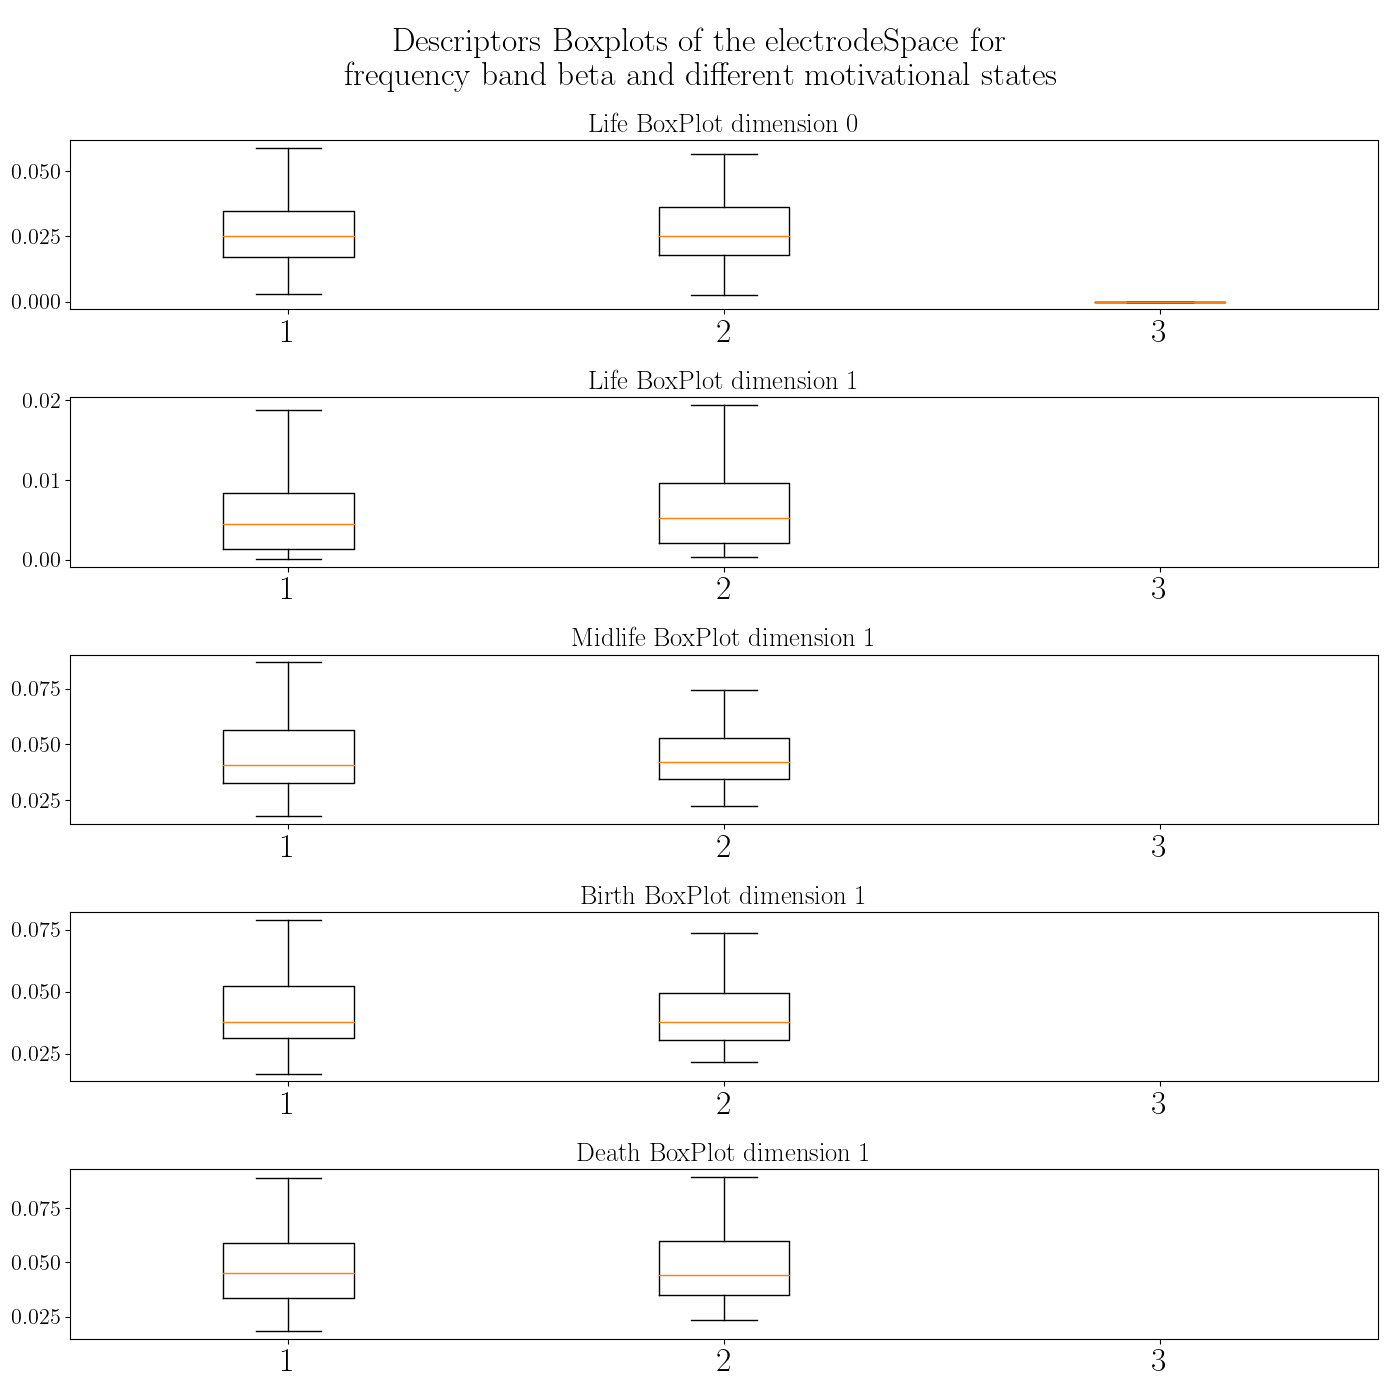 Descriptors Boxplots of the electrodeSpace for
frequency band beta and different motivational states
Life BoxPlot dimension 0
0.050
0.025
0.000
1 2 3
Life BoxPlot dimension 1
0.02
0.01
0.00
1 2 3
Midlife BoxPlot dimension 1
0.075
0.050
0.025
1 2 3
Birth BoxPlot dimension 1
0.075
0.050
0.025
1 2 3
Death BoxPlot dimension 1
0.075
0.050
0.025
1 2 3